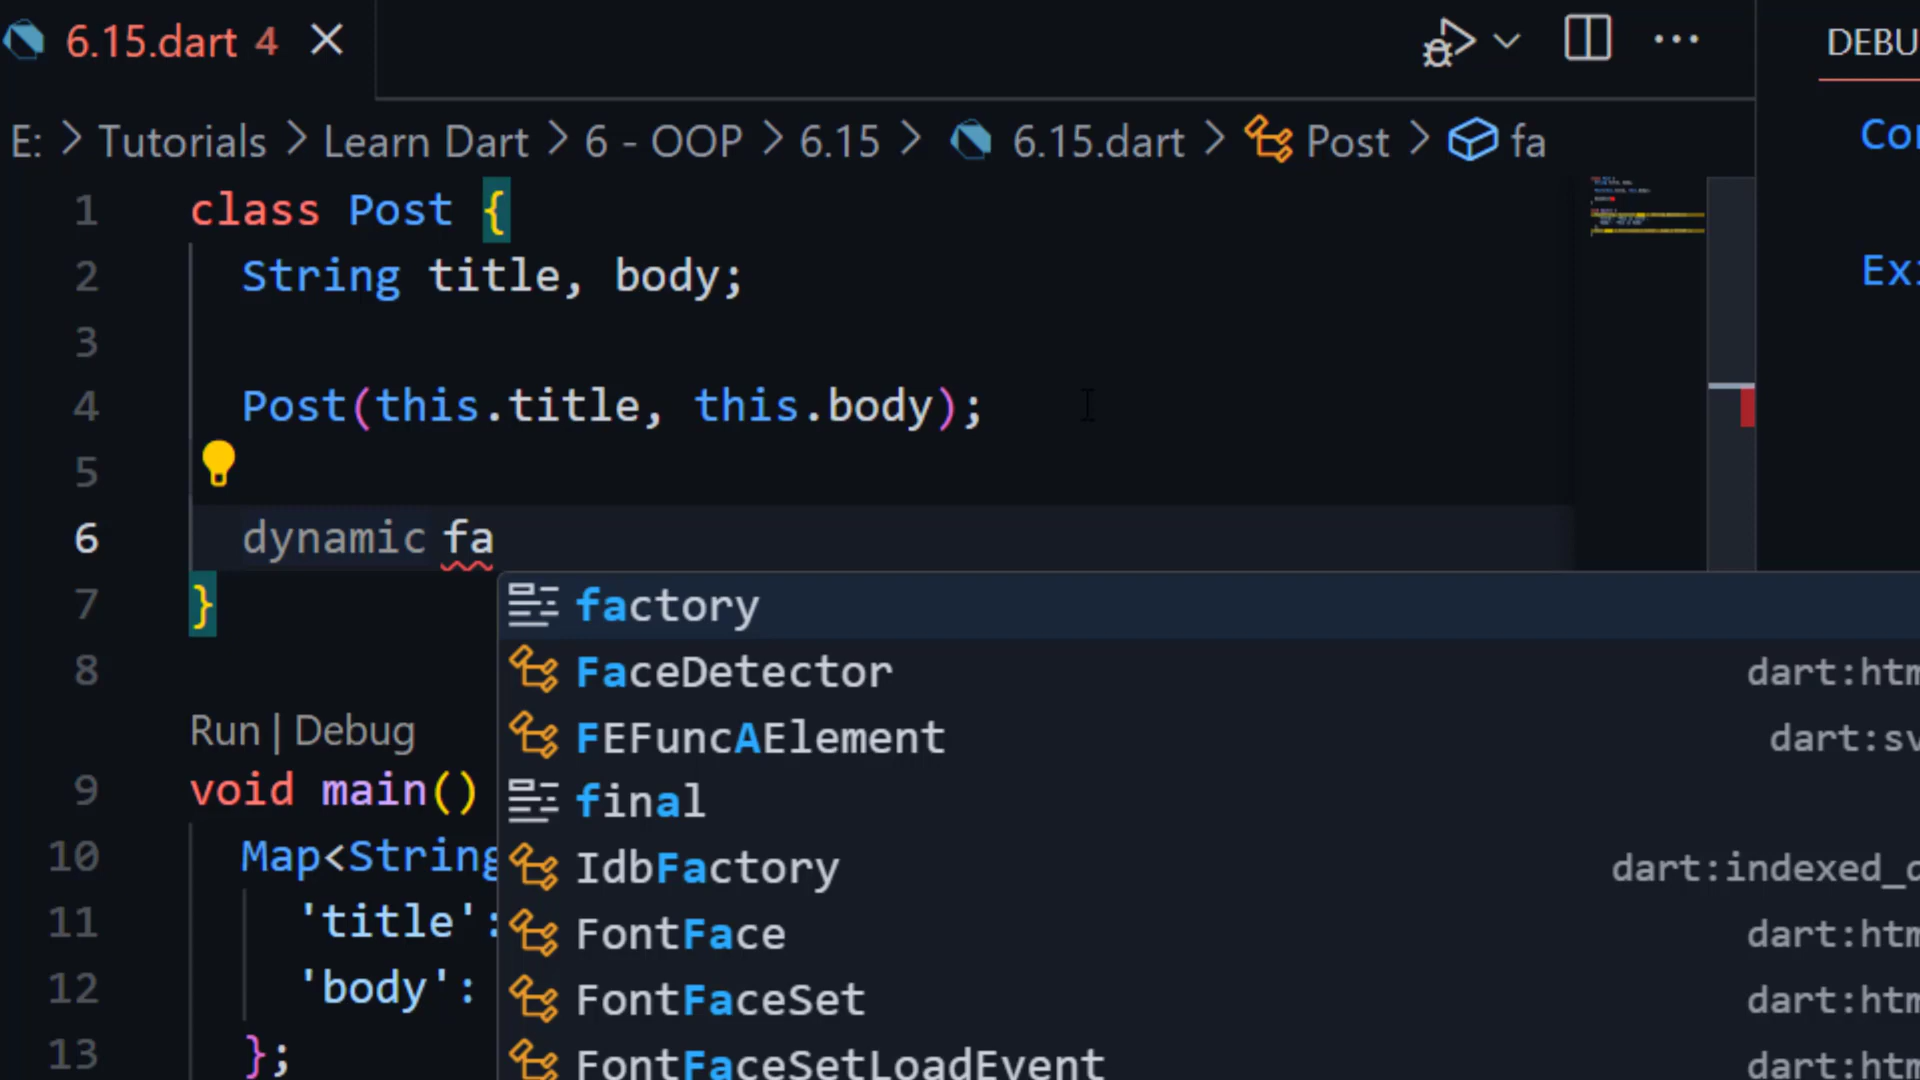 6.15.dart 4
DEBU
E: > Tutorials > Learn Dart > 6 - OOP > 6.15 > 6.15.dart > Post > fa
Con
1 class Post {
2 String title, body;
Exi
3
4 Post(this.title, this.body);
5
6 dynamic fa
7 }
8
factory
FaceDetector dart:htm
FEFuncAElement dart:sv
final
IdbFactory dart:indexed_d
FontFace dart:htm
FontFaceSet dart:htm
FontFaceSetLoadEvent dart:htm
Run | Debug
9 void main()
10 Map<String
11 'title':
12 'body':
13 };